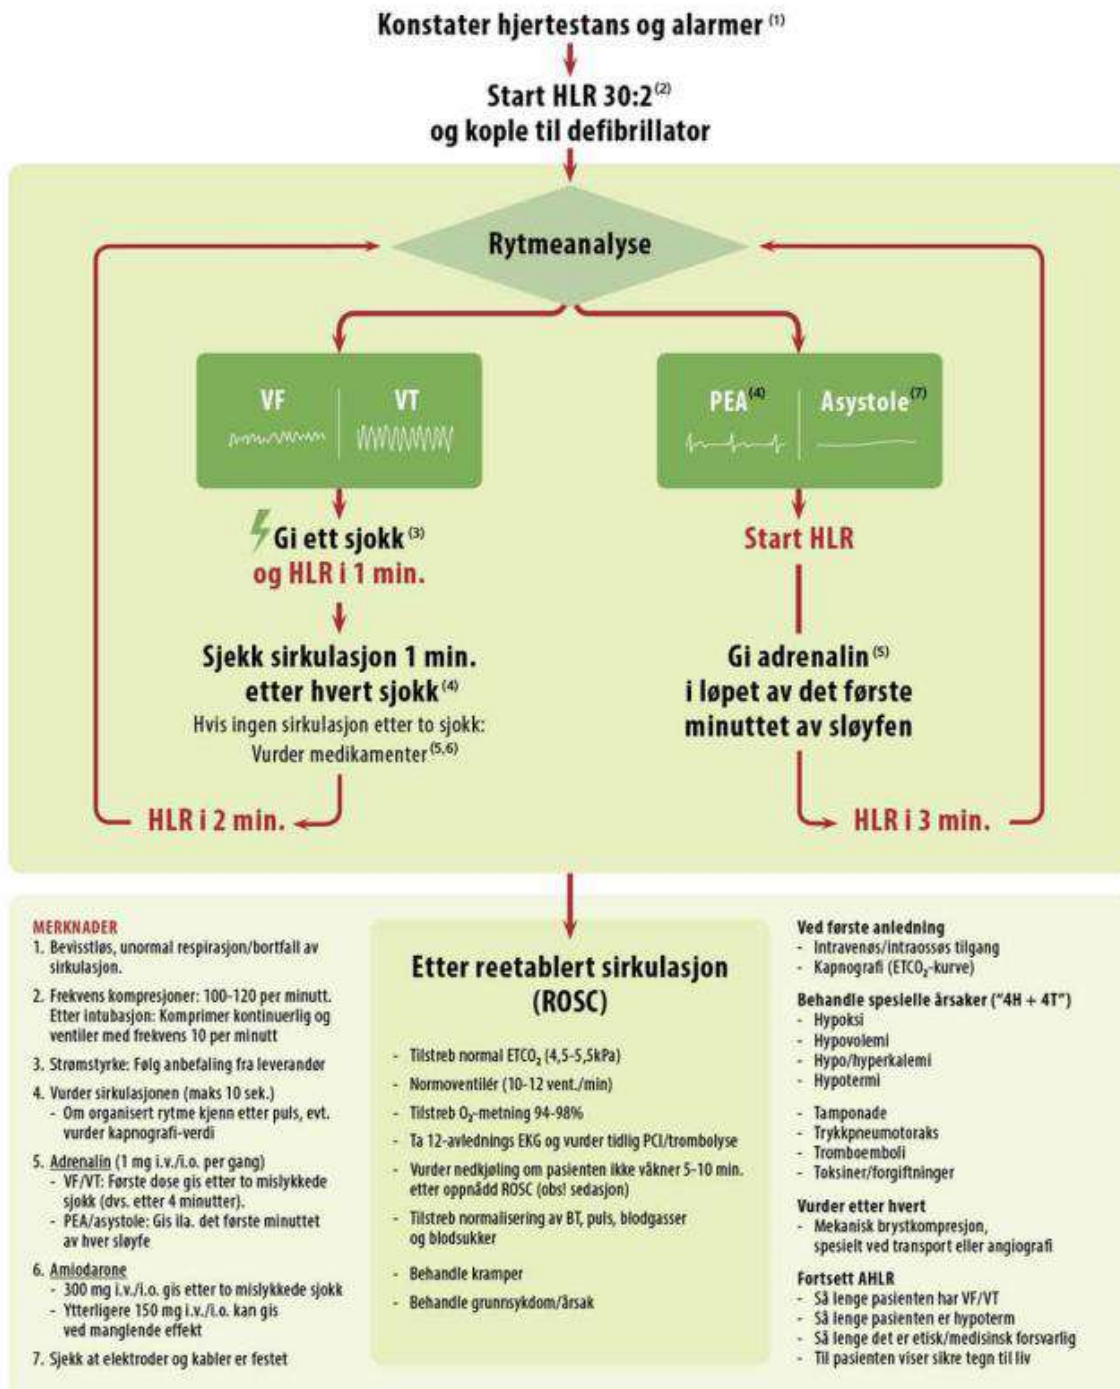 Konstater hjertestans og alarmer (1)
Start HLR 30:2 (2)
og kople til defibrillator
Rytmeanalyse
VF
VT
Gi ett sjokk (3)
og HLR i 1 min.
Sjekk sirkulasjon 1 min.
etter hvert sjokk (4)
Hvis ingen sirkulasjon etter to sjokk:
Vurder medikamenter (5,6)
HLR i 2 min.
PEA (4)
Asystole (7)
Start HLR
Gi adrenalin (5)
i løpet av det første
minuttet av sløyfen
HLR i 3 min.
MERKNADER
1. Bevisstløs, unormal respirasjon/bortfall av
sirkulasjon.
2. Frekvens kompresjoner: 100-120 per minutt.
Etter intubasjon: Komprimer kontinuerlig og
ventiler med frekvens 10 per minutt
3. Strømstyrke: Følg anbefaling fra leverandør
4. Vurder sirkulasjonen (maks 10 sek.)
- Om organisert rytme kjenn etter puls, evt.
vurder kapnografi-verdi
5. Adrenalin (1 mg i.v./i.o. per gang)
- VF/VT: Første dose gis etter to mislykkede
sjokk (dvs. etter 4 minutter).
- PEA/asystole: Gis ila. det første minuttet
av hver sløyfe
6. Amiodarone
- 300 mg i.v./i.o. gis etter to mislykkede sjokk
- Ytterligere 150 mg i.v./i.o. kan gis
ved manglende effekt
7. Sjekk at elektroder og kabler er festet
Etter reetablert sirkulasjon
(ROSC)
- Tilstreb normal ETCO₂ (4,5-5,5kPa)
- Normoventilér (10-12 vent./min)
- Tilstreb O₂-metning 94-98%
- Ta 12-avlednings EKG og vurder tidlig PCI/trombolyse
- Vurder nedkjøling om pasienten ikke våkner 5-10 min.
etter oppnådd ROSC (obs! sedasjon)
- Tilstreb normalisering av BT, puls, blodgasser
og blodsukker
- Behandle kramper
- Behandle grunnsykdom/årsak
Ved første anledning
- Intravenøs/intraossøs tilgang
- Kapnografi (ETCO₂-kurve)
Behandle spesielle årsaker ("4H + 4T")
- Hypoksi
- Hypovolemi
- Hypo/hyperkalemi
- Hypotermi
- Tamponade
- Trykkpneumotoraks
- Tromboemboli
- Toksiner/forgiftninger
Vurder etter hvert
- Mekanisk brystkompresjon,
spesielt ved transport eller angiografi
Fortsett AHLR
- Så lenge pasienten har VF/VT
- Så lenge pasienten er hypoterm
- Så lenge det er etisk/medisinsk forsvarlig
- Til pasienten viser sikre tegn til liv